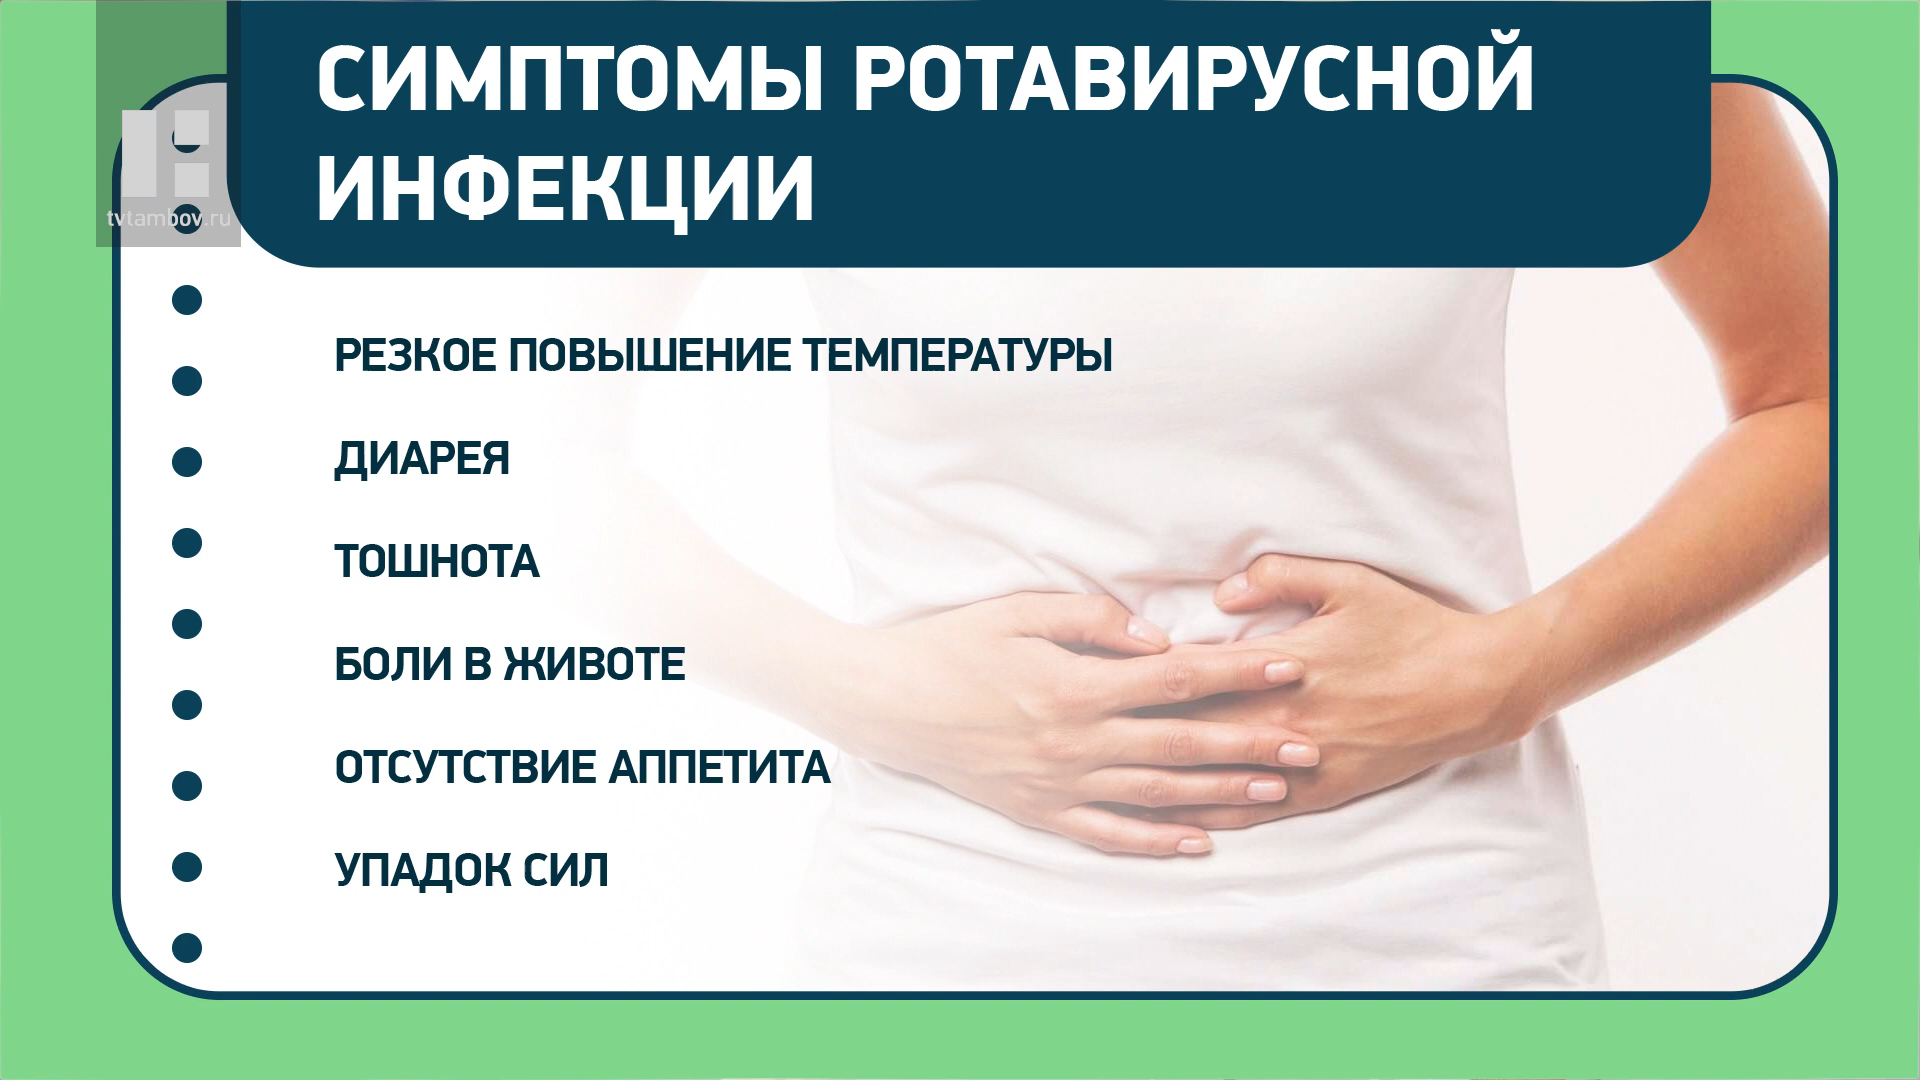 СИМПТОМЫ РОТАВИРУСНОЙ
ИНФЕКЦИИ
tvtambov.ru
РЕЗКОЕ ПОВЫШЕНИЕ ТЕМПЕРАТУРЫ
ДИАРЕЯ
ТОШНОТА
БОЛИ В ЖИВОТЕ
ОТСУТСТВИЕ АППЕТИТА
УПАДОК СИЛ